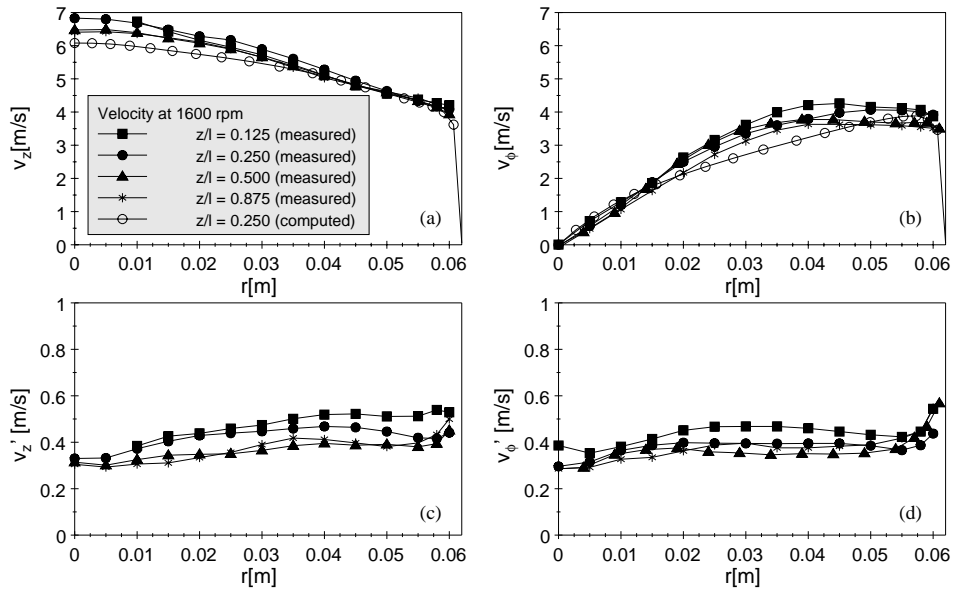 7
6
5
4
3
2
1
0
v_z[m/s]
Velocity at 1600 rpm
z/l = 0.125 (measured)
z/l = 0.250 (measured)
z/l = 0.500 (measured)
z/l = 0.875 (measured)
z/l = 0.250 (computed)
(a)
0 0.01 0.02 0.03 0.04 0.05 0.06
r[m]
7
6
5
4
3
2
1
0
v_ϕ[m/s]
(b)
0 0.01 0.02 0.03 0.04 0.05 0.06
r[m]
1
0.8
0.6
0.4
0.2
0
v_z' [m/s]
(c)
0 0.01 0.02 0.03 0.04 0.05 0.06
r[m]
1
0.8
0.6
0.4
0.2
0
v_ϕ' [m/s]
(d)
0 0.01 0.02 0.03 0.04 0.05 0.06
r[m]